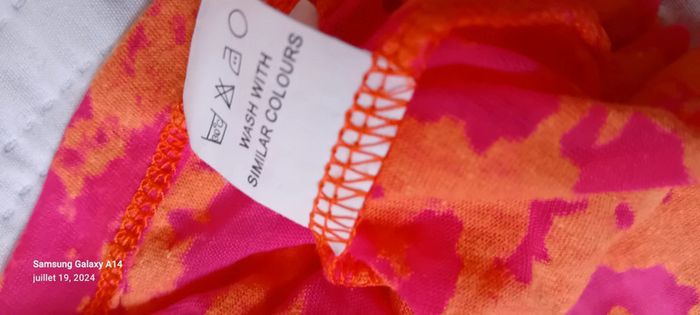 WASH WITH
SIMILAR COLOURS
Samsung Galaxy A14
juillet 19, 2024